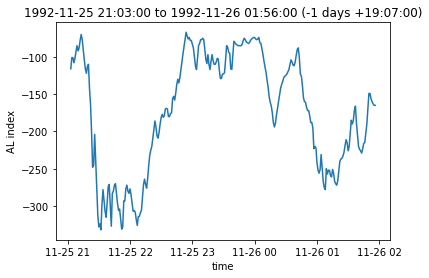 1992-11-25 21:03:00 to 1992-11-26 01:56:00 (-1 days +19:07:00)
AL index
−100
−150
−200
−250
−300
11-25 21 11-25 22 11-25 23 11-26 00 11-26 01 11-26 02
time